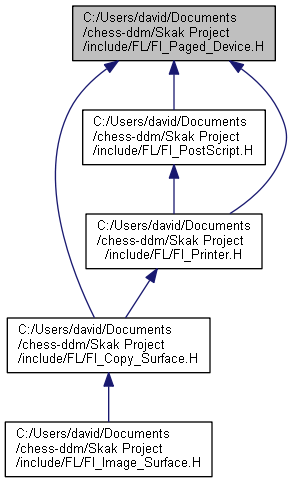 C:/Users/david/Documents
/chess-ddm/Skak Project
/include/FL/Fl_Paged_Device.H
C:/Users/david/Documents
/chess-ddm/Skak Project
/include/FL/Fl_PostScript.H
C:/Users/david/Documents
/chess-ddm/Skak Project
/include/FL/Fl_Printer.H
C:/Users/david/Documents
/chess-ddm/Skak Project
/include/FL/Fl_Copy_Surface.H
C:/Users/david/Documents
/chess-ddm/Skak Project
/include/FL/Fl_Image_Surface.H